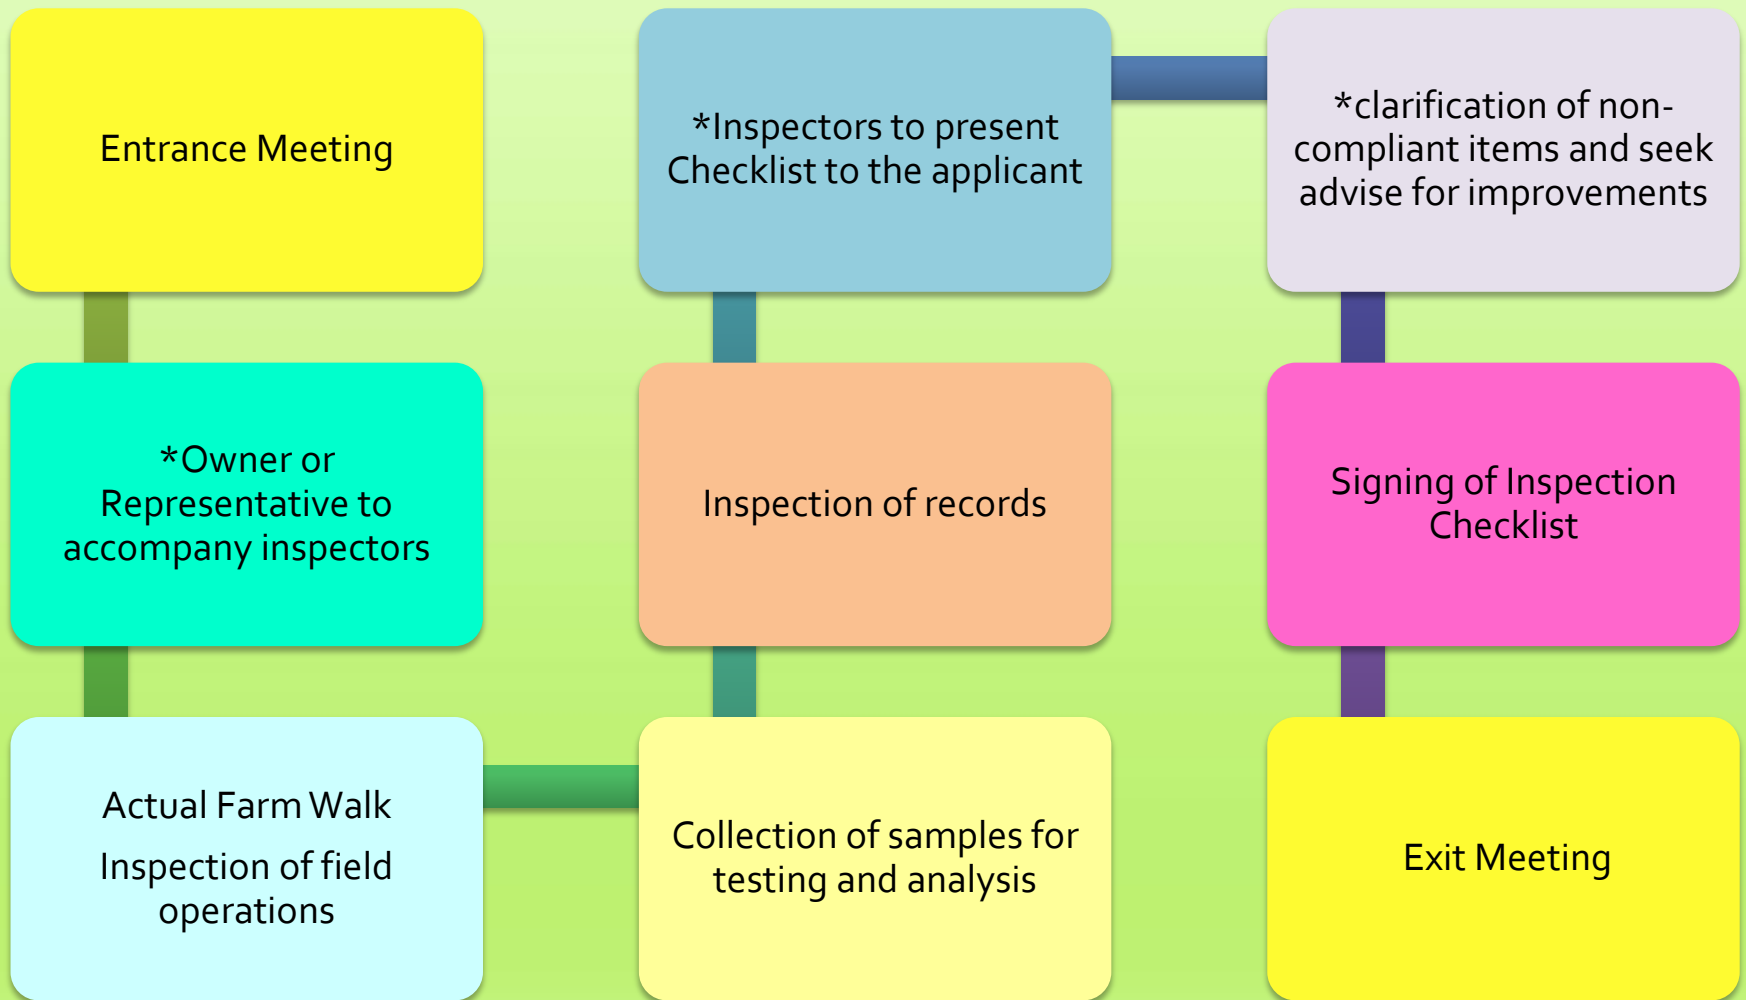 Entrance Meeting
*Owner or
Representative to
accompany inspectors
Actual Farm Walk
Inspection of field
operations
Collection of samples for
testing and analysis
Inspection of records
*Inspectors to present
Checklist to the applicant
*clarification of non-
compliant items and seek
advise for improvements
Signing of Inspection
Checklist
Exit Meeting